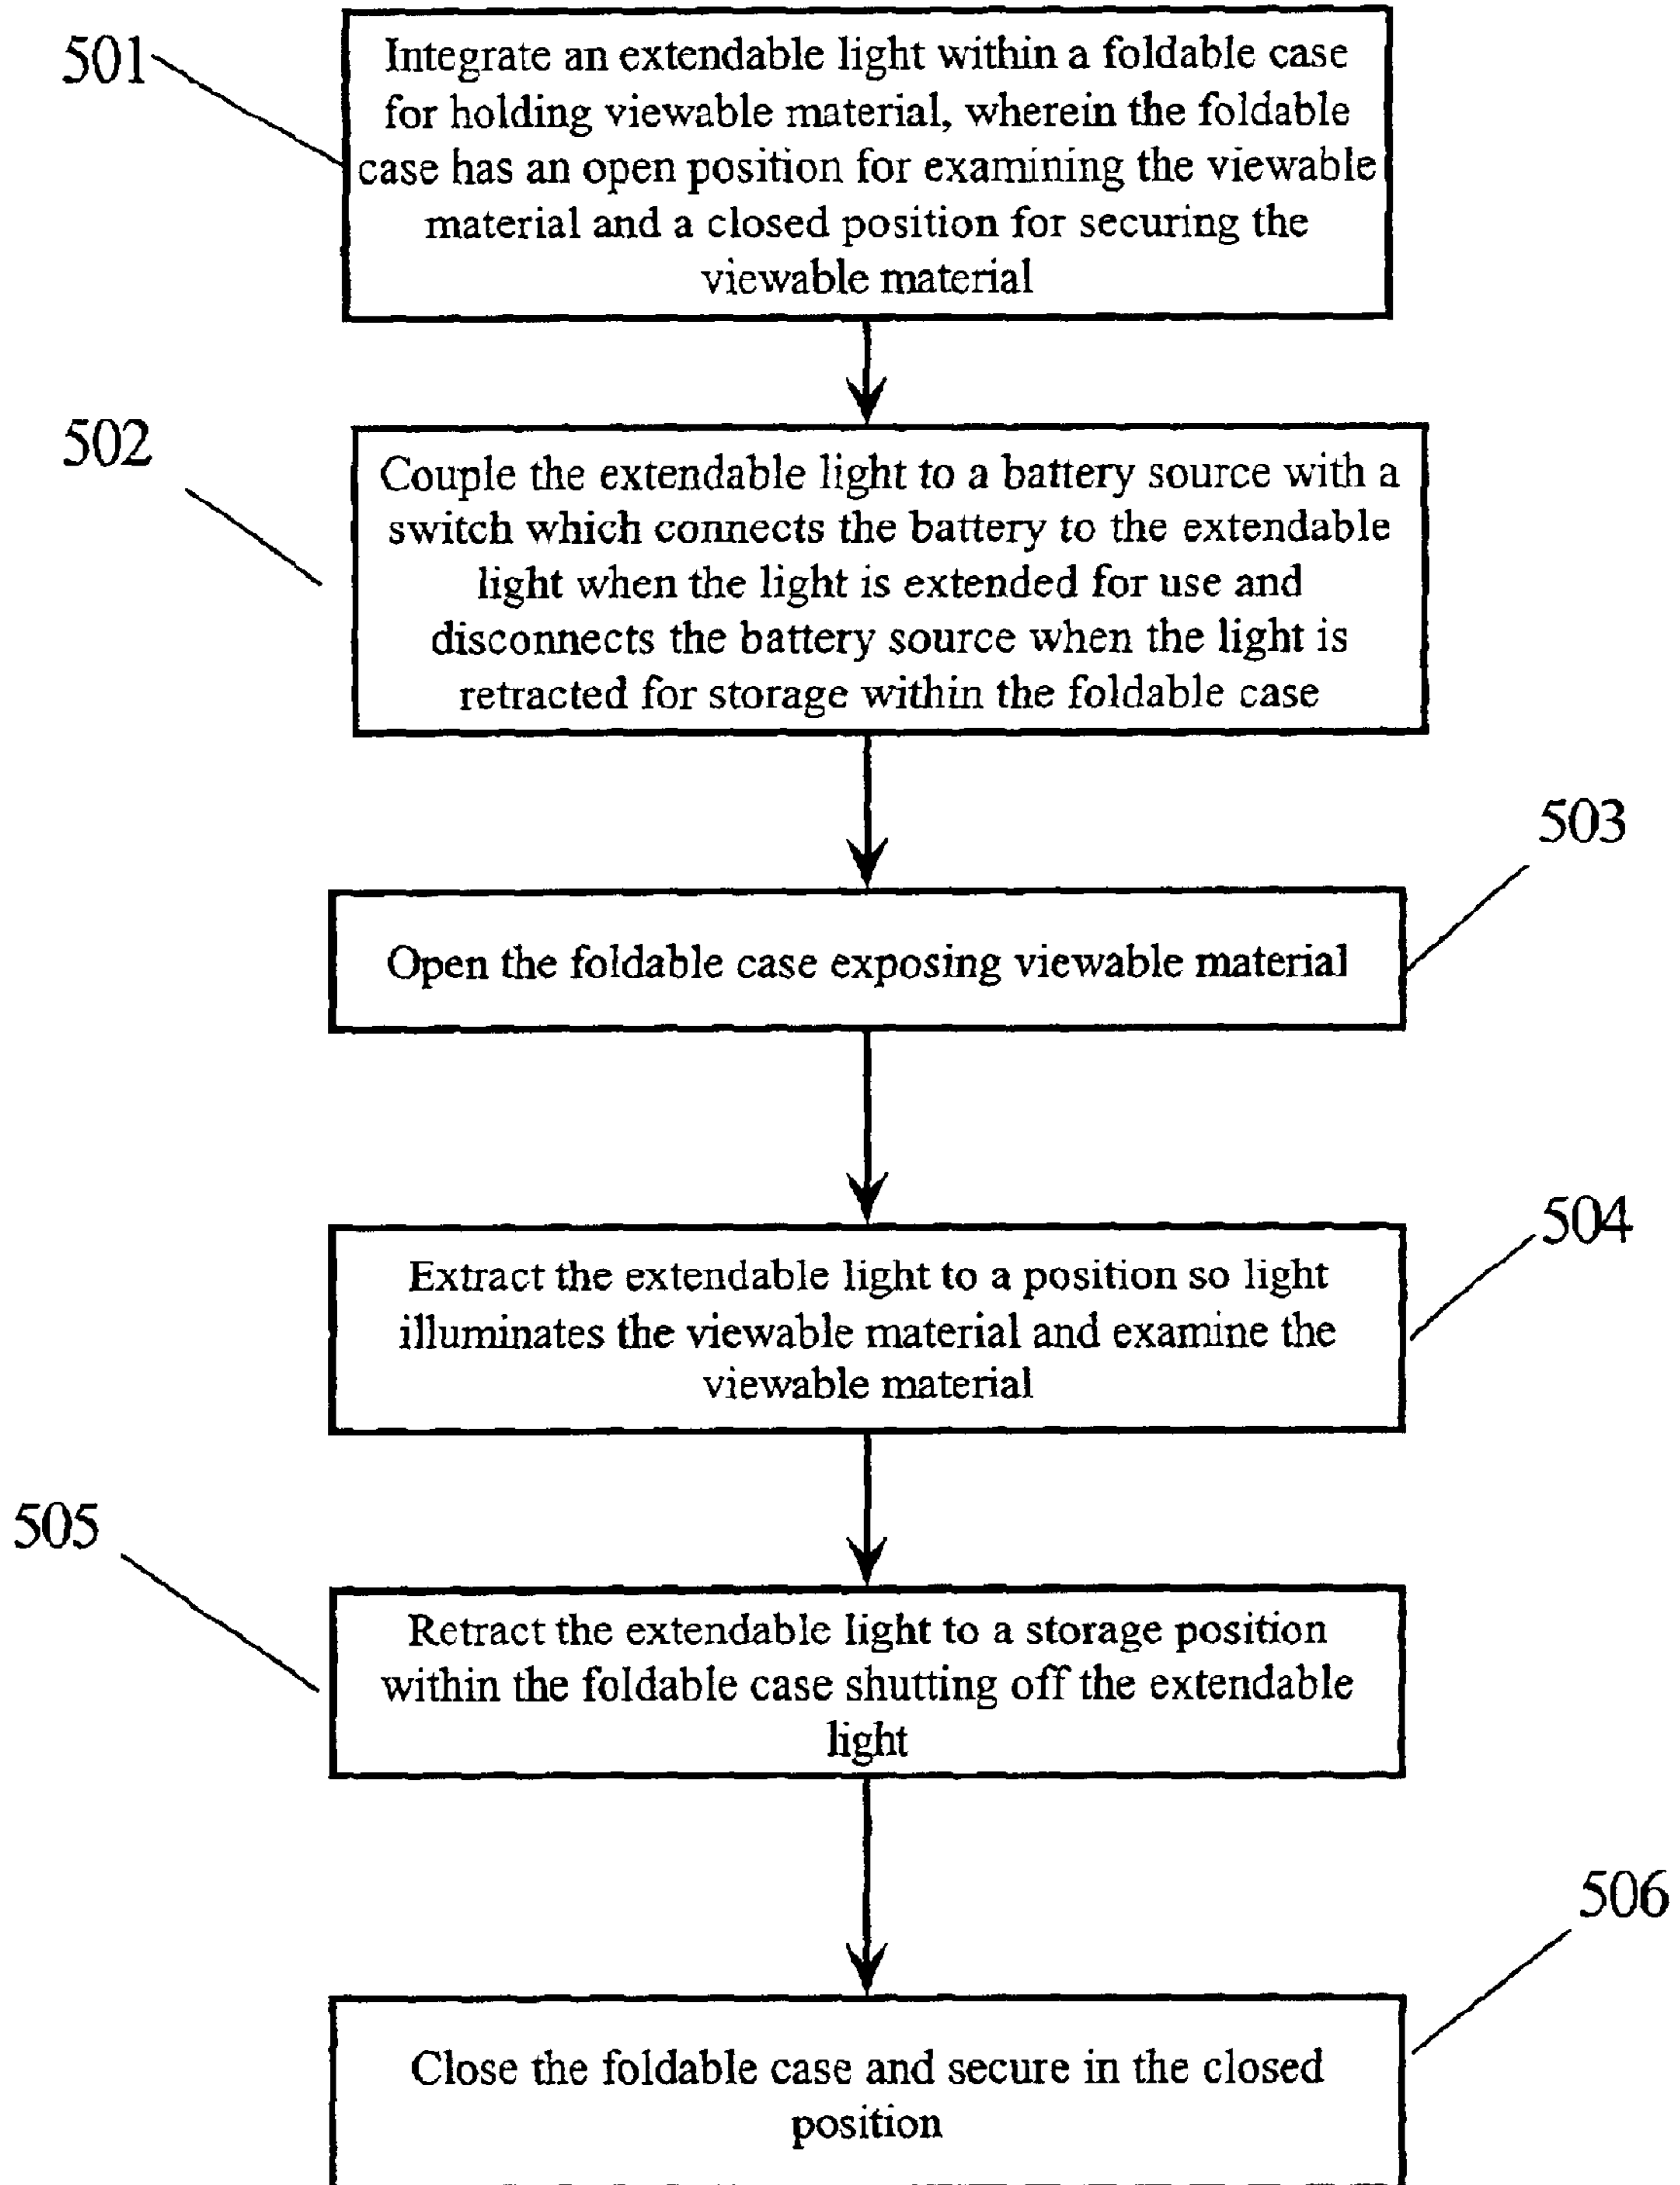 501
Integrate an extendable light within a foldable case
for holding viewable material, wherein the foldable
case has an open position for examining the viewable
material and a closed position for securing the
viewable material
502
Couple the extendable light to a battery source with a
switch which connects the battery to the extendable
light when the light is extended for use and
disconnects the battery source when the light is
retracted for storage within the foldable case
503
Open the foldable case exposing viewable material
504
Extract the extendable light to a position so light
illuminates the viewable material and examine the
viewable material
505
Retract the extendable light to a storage position
within the foldable case shutting off the extendable
light
506
Close the foldable case and secure in the closed
position